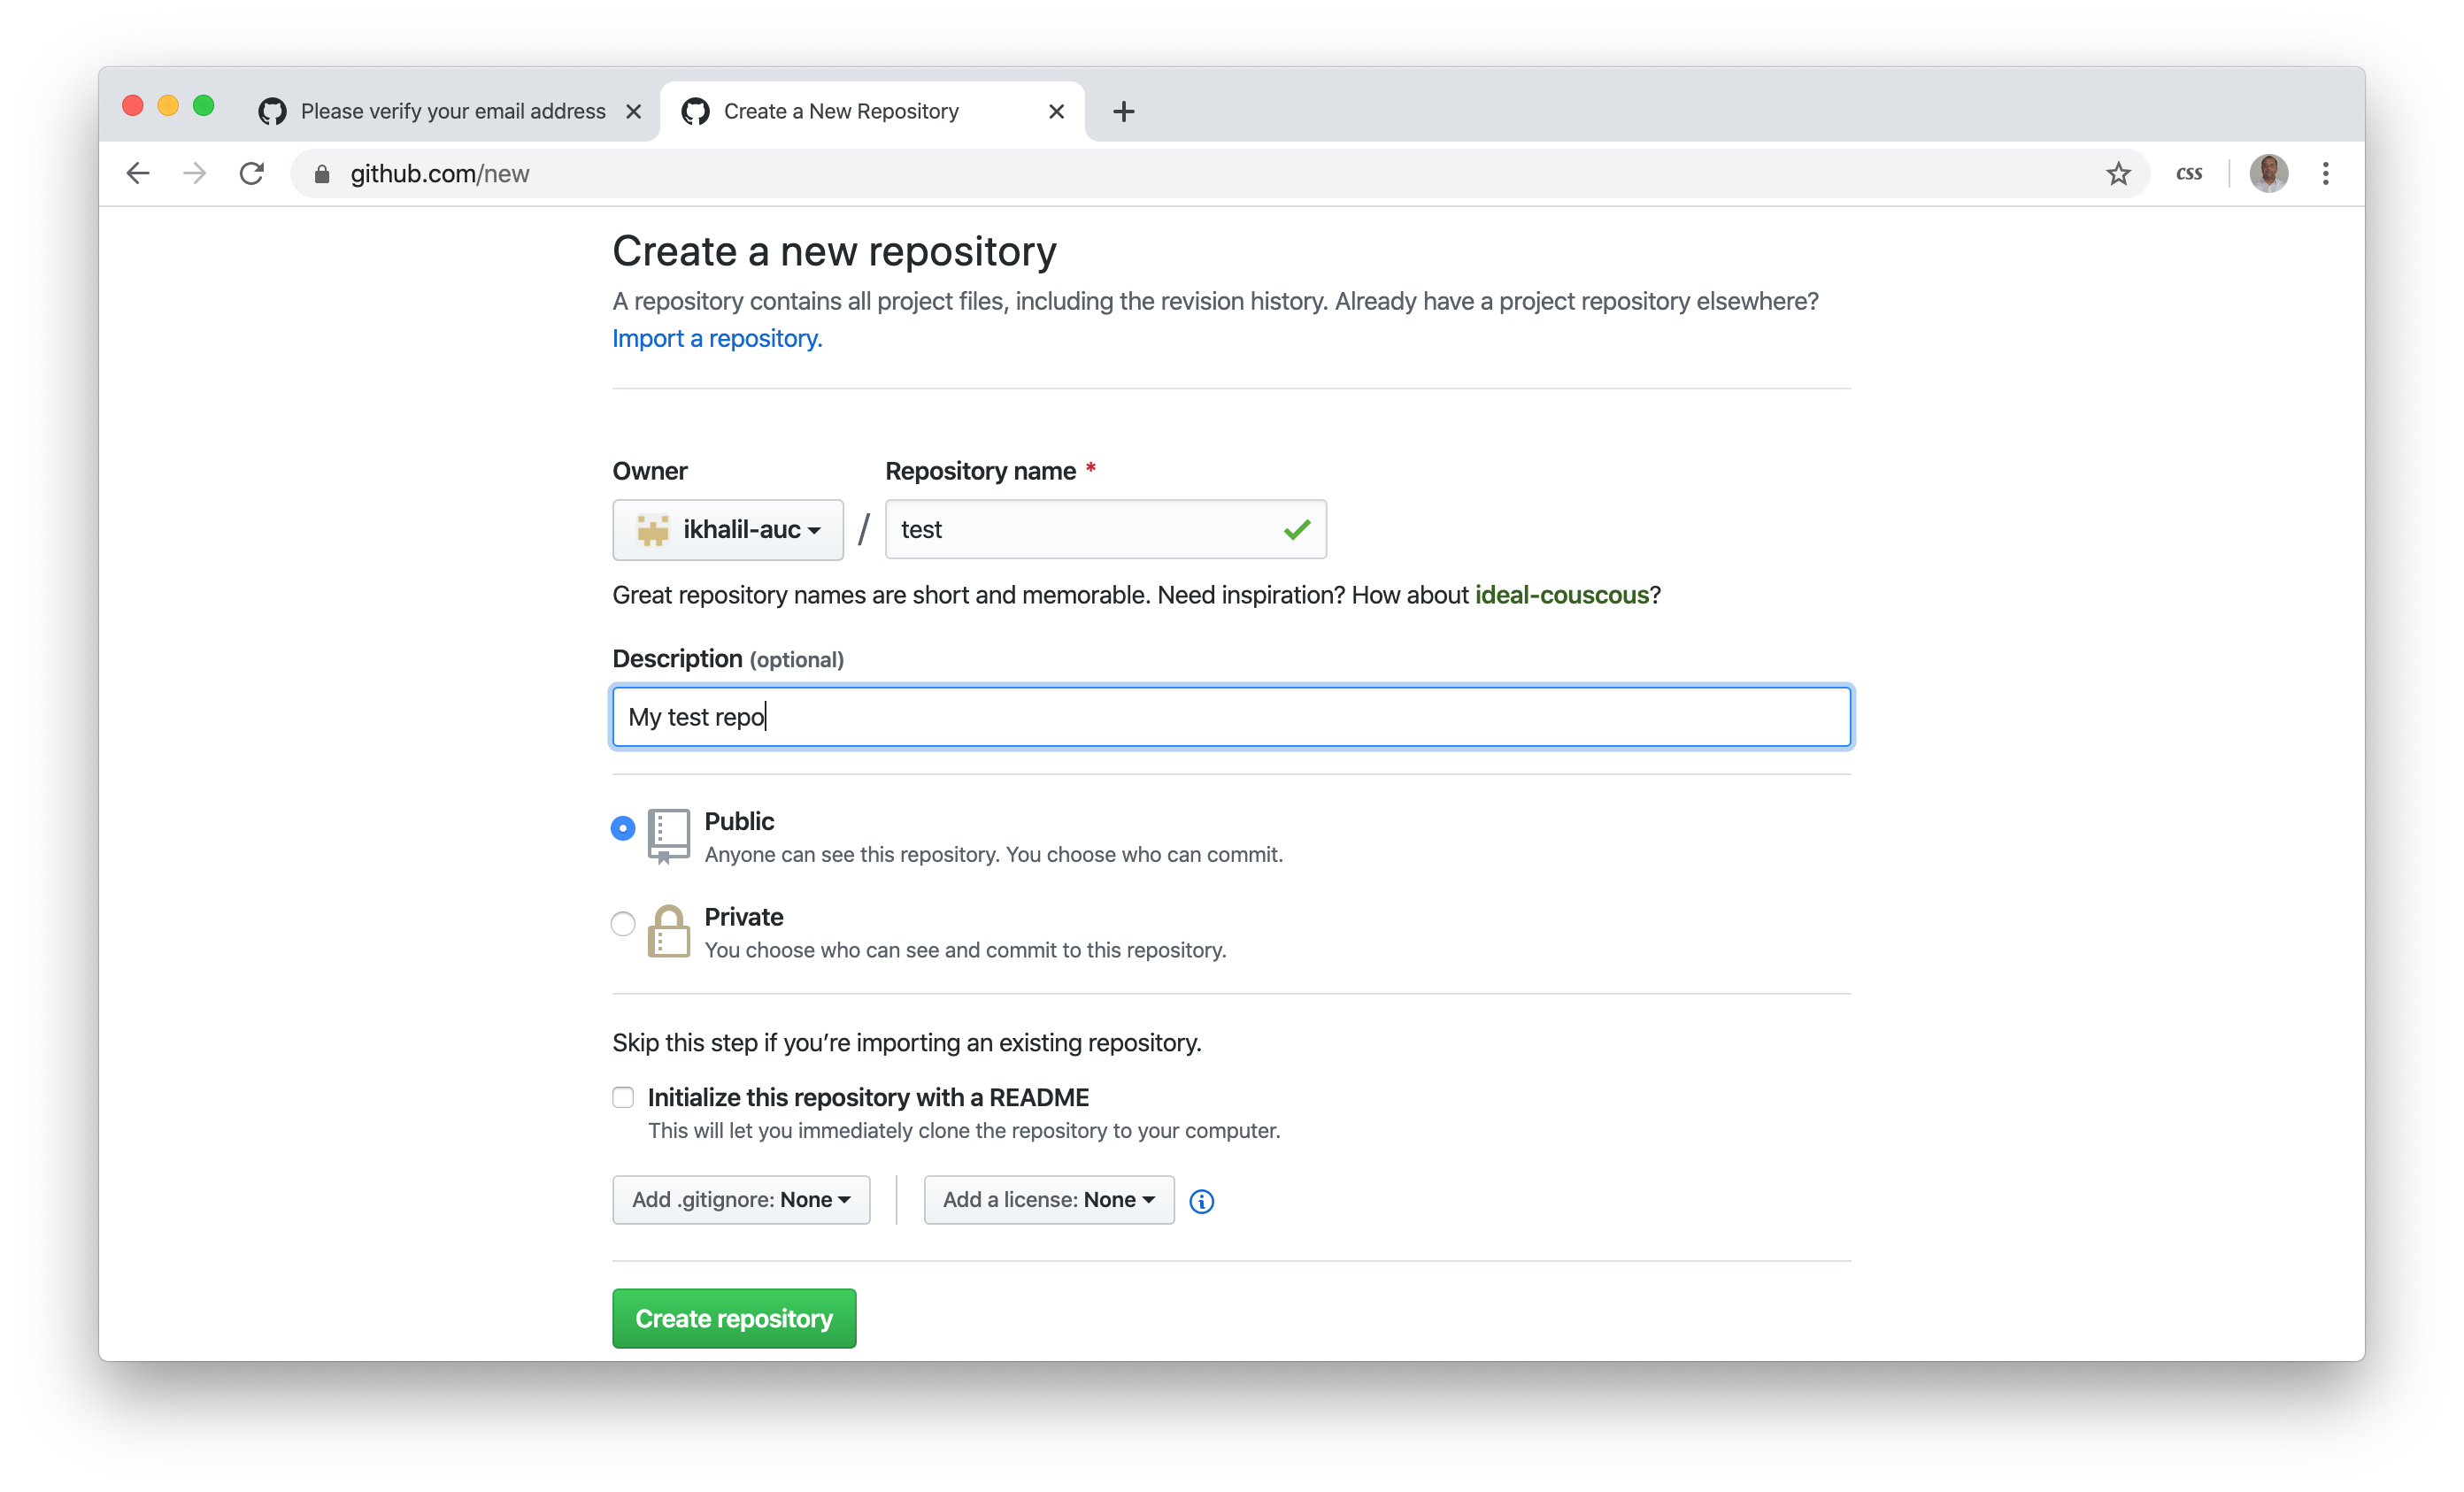 Please verify your email address
Create a New Repository
github.com/new
css
Create a new repository
A repository contains all project files, including the revision history. Already have a project repository elsewhere?
Import a repository.
Owner
Repository name *
ikhalil-auc
/
test
Great repository names are short and memorable. Need inspiration? How about ideal-couscous?
Description (optional)
My test repo
Public
Anyone can see this repository. You choose who can commit.
Private
You choose who can see and commit to this repository.
Skip this step if you’re importing an existing repository.
Initialize this repository with a README
This will let you immediately clone the repository to your computer.
Add .gitignore: None
Add a license: None
Create repository